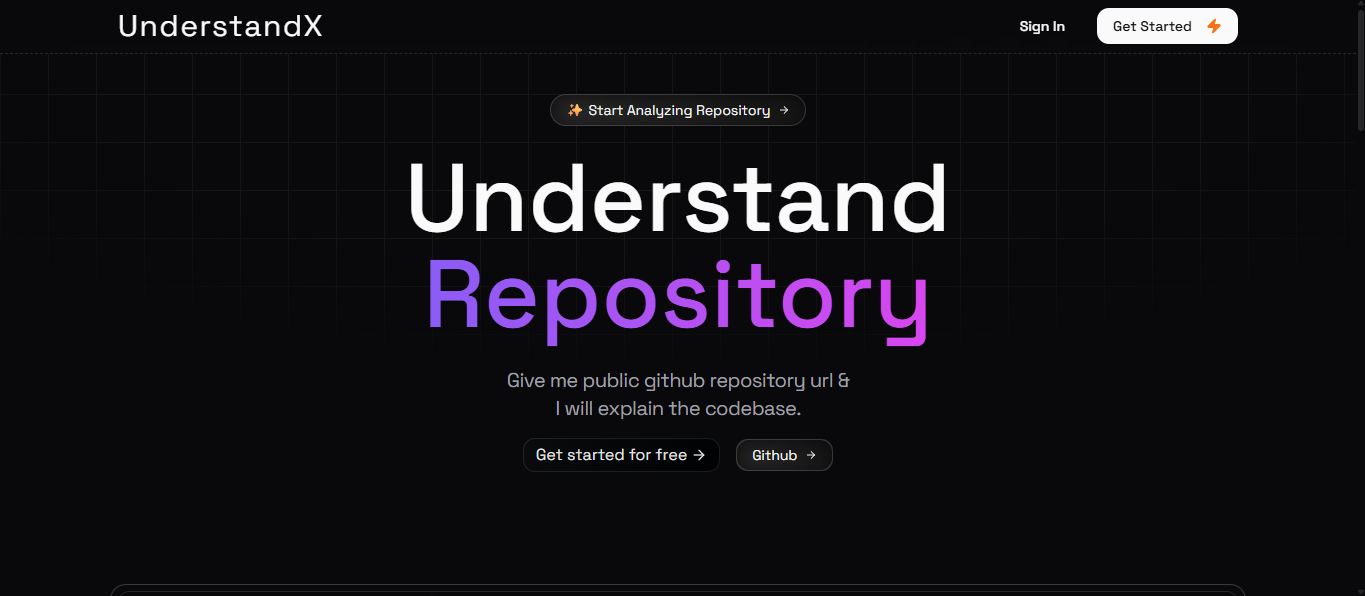 UnderstandX
Sign In
Get Started
✨ Start Analyzing Repository →
Understand
Repository
Give me public github repository url &
I will explain the codebase.
Get started for free →
Github →